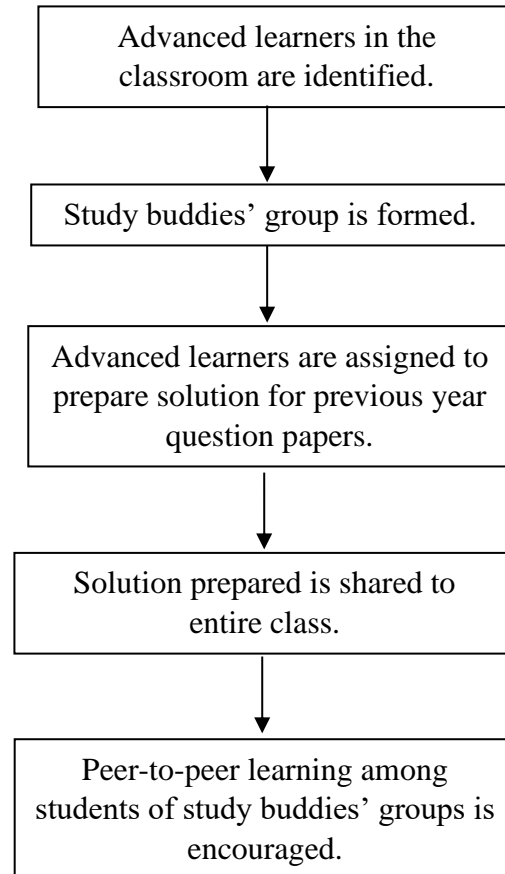 Advanced learners in the
classroom are identified.
Study buddies’ group is formed.
Advanced learners are assigned to
prepare solution for previous year
question papers.
Solution prepared is shared to
entire class.
Peer-to-peer learning among
students of study buddies’ groups is
encouraged.